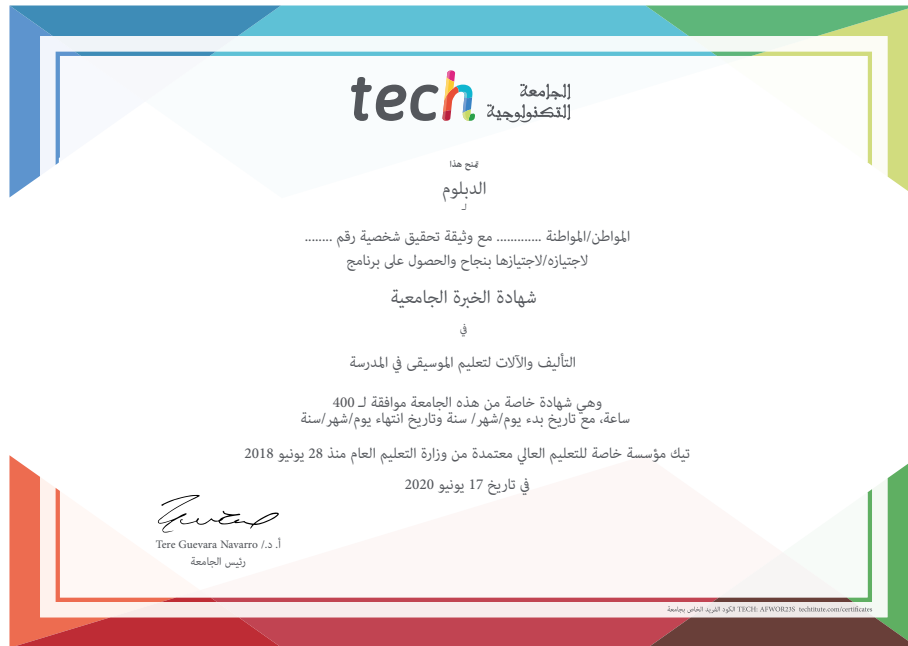 tech الجامعة
التكنولوجية
تمنح هذا
الدبلوم
لـ
المواطن/المواطنة ............. مع وثيقة تحقيق شخصية رقم ........
لاجتيازه/لاجتيازها بنجاح والحصول على برنامج
شهادة الخبرة الجامعية
في
التأليف والآلات لتعليم الموسيقى في المدرسة
وهي شهادة خاصة من هذه الجامعة موافقة لـ 400
ساعة، مع تاريخ بدء يوم/شهر/ سنة وتاريخ انتهاء يوم/شهر/سنة
تيك مؤسسة خاصة للتعليم العالي معتمدة من وزارة التعليم العام منذ 28 يونيو 2018
في تاريخ 17 يونيو 2020
أ. د./ Tere Guevara Navarro
رئيس الجامعة
الكود الفريد الخاص بجامعة TECH: AFWOR23S techtitute.com/certificates